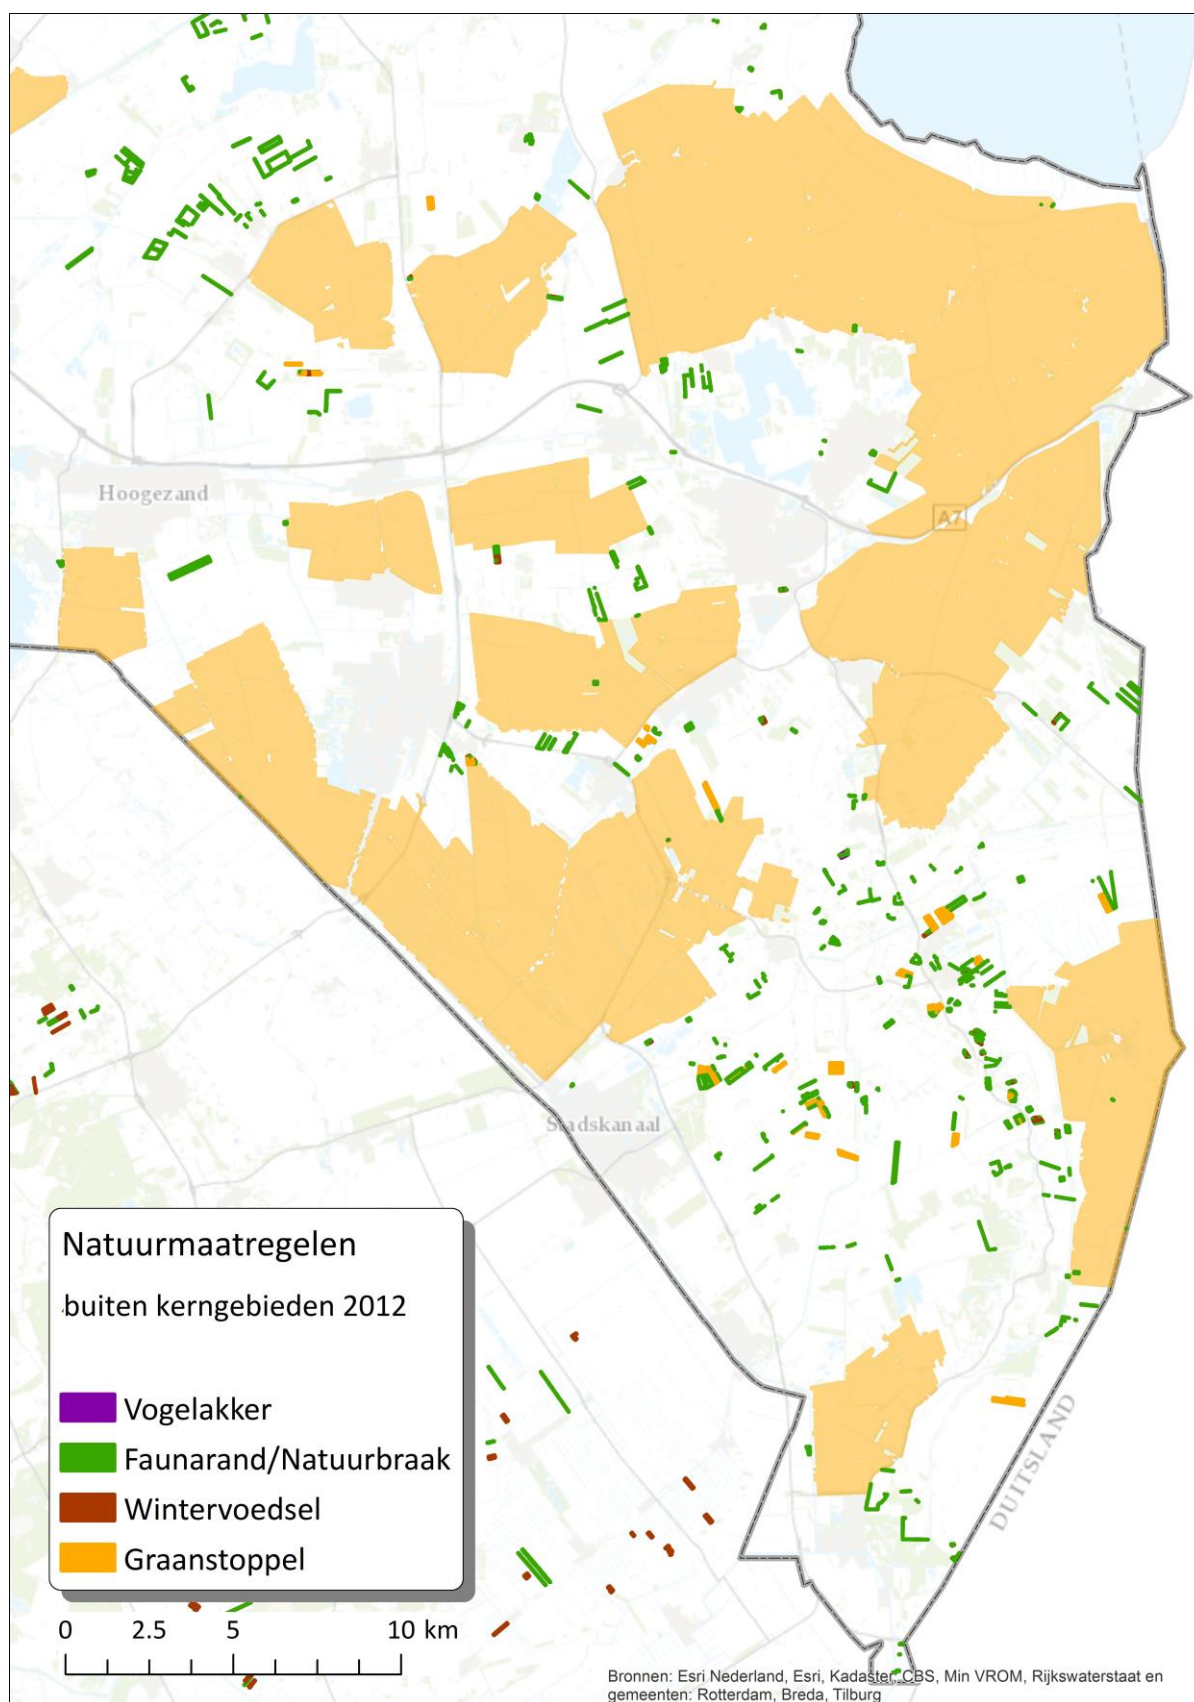 Hoogezand
A7
Stadskanaal
DUITSLAND
Natuurmaatregelen
buiten kerngebieden 2012
Vogelakker
Faunarand/Natuurbraak
Wintervoedsel
Graanstoppel
0 2.5 5 10 km
Bronnen: Esri Nederland, Esri, Kadaster, CBS, Min VROM, Rijkswaterstaat en
gemeenten: Rotterdam, Breda, Tilburg